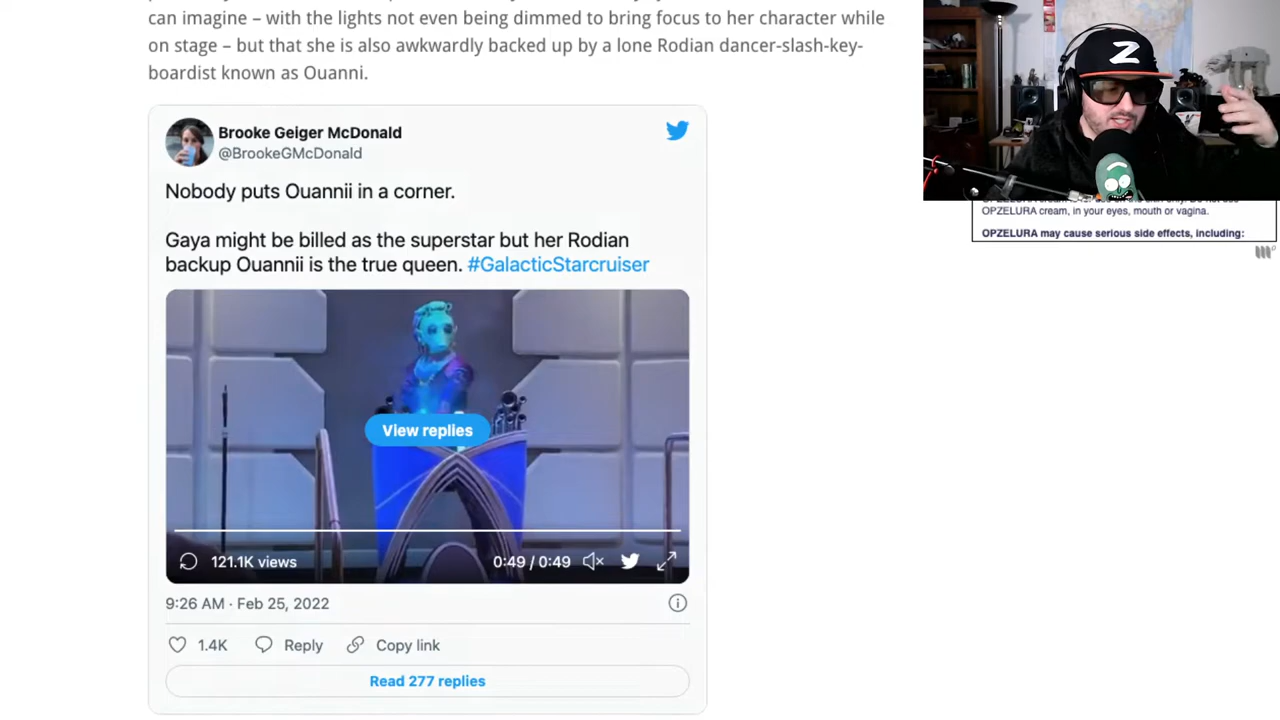 can imagine – with the lights not even being dimmed to bring focus to her character while
on stage – but that she is also awkwardly backed up by a lone Rodian dancer-slash-key-
boardist known as Ouanni.
Brooke Geiger McDonald
@BrookeGMcDonald
Nobody puts Ouannii in a corner.
Gaya might be billed as the superstar but her Rodian
backup Ouannii is the true queen. #GalacticStarcruiser
View replies
121.1K views
0:49 / 0:49
9:26 AM · Feb 25, 2022
1.4K
Reply
Copy link
Read 277 replies
Z
OPZELURA cream, in your eyes, mouth or vagina.
OPZELURA may cause serious side effects, including: